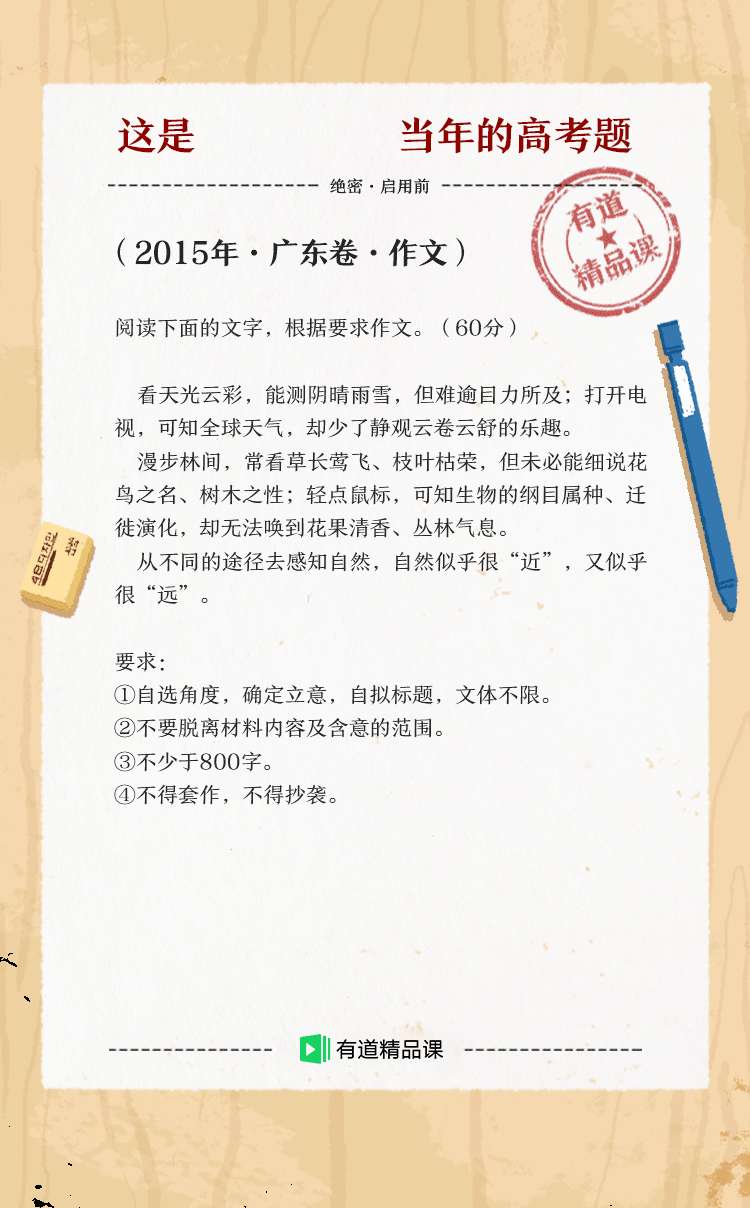 这是 当年的高考题
绝密·启用前
有道
精品课
（2015年·广东卷·作文）
阅读下面的文字，根据要求作文。（60分）
看天光云彩，能测阴晴雨雪，但难逾目力所及；打开电
视，可知全球天气，却少了静观云卷云舒的乐趣。
漫步林间，常看草长莺飞、枝叶枯荣，但未必能细说花
鸟之名、树木之性；轻点鼠标，可知生物的纲目属种、迁
徙演化，却无法唤到花果清香、丛林气息。
从不同的途径去感知自然，自然似乎很“近”，又似乎
很“远”。
要求：
①自选角度，确定立意，自拟标题，文体不限。
②不要脱离材料内容及含意的范围。
③不少于800字。
④不得套作，不得抄袭。
有道精品课